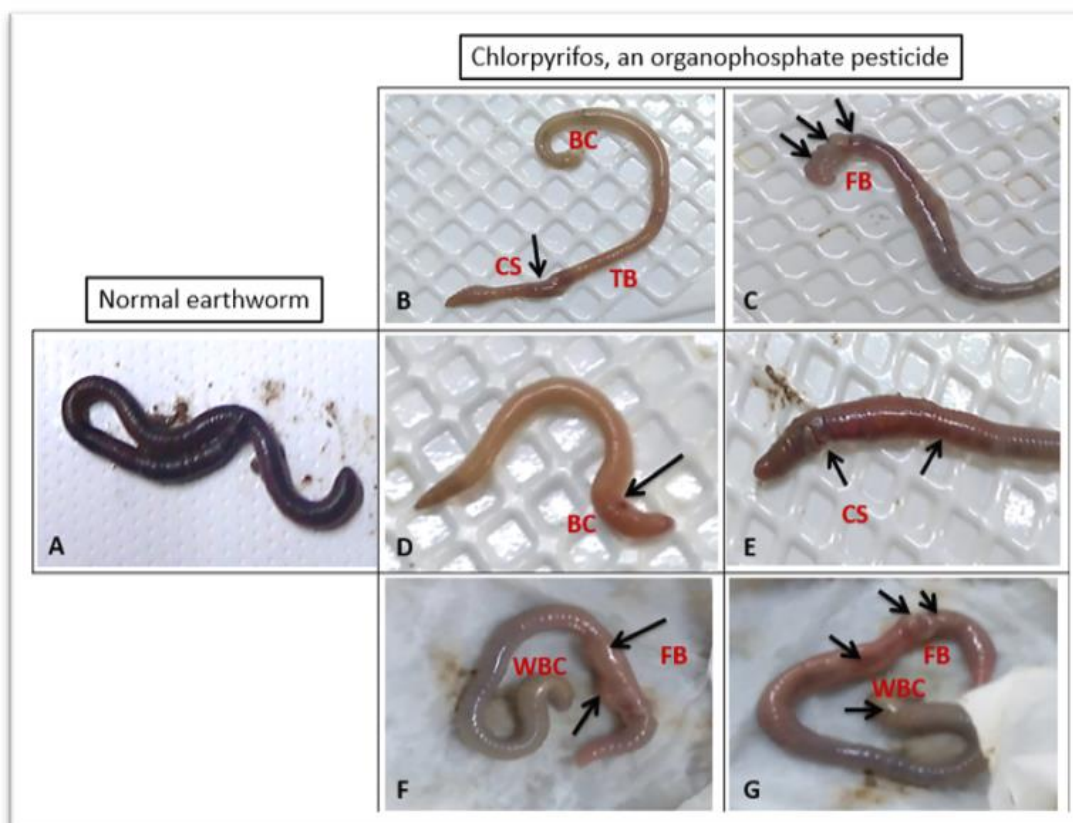 Chlorpyrifos, an organophosphate pesticide
BC
CS
TB
B
FB
C
Normal earthworm
A
BC
D
CS
E
FB
WBC
F
FB
WBC
G